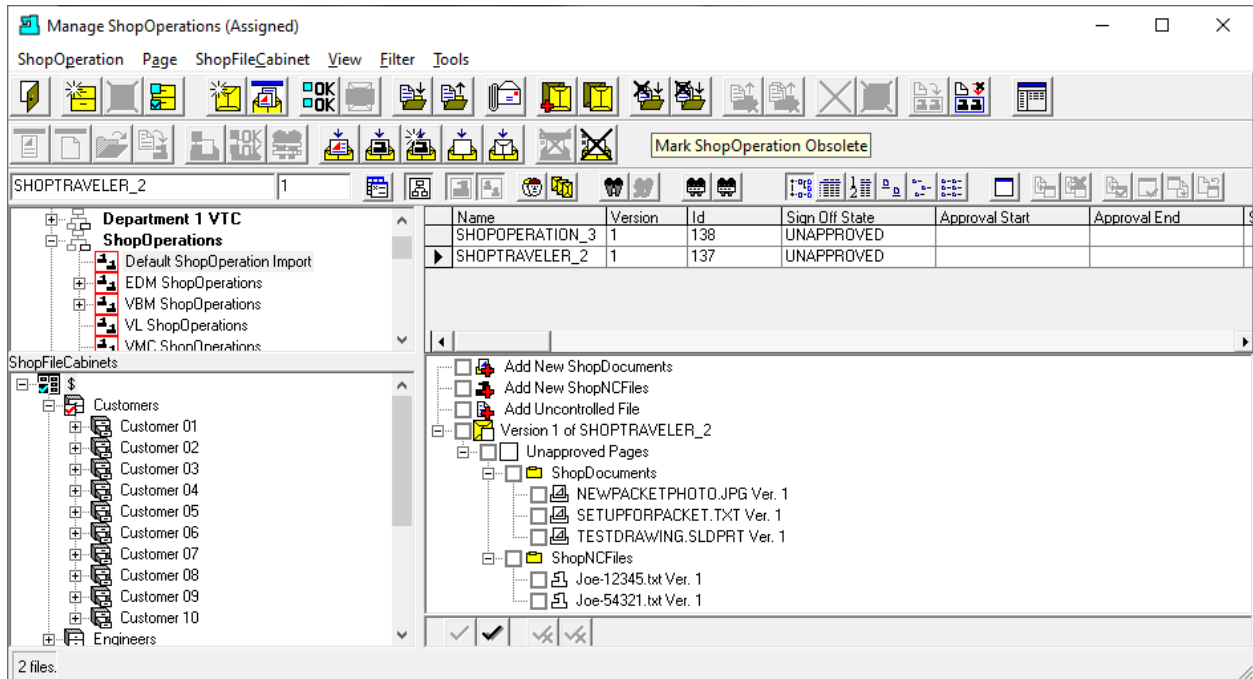 Manage ShopOperations (Assigned)
ShopOperation Page ShopFileCabinet View Filter Tools
OK
OK
OK
Mark ShopOperation Obsolete
SHOPTRAVELER_2 1
Department 1 VTC
ShopOperations
Default ShopOperation Import
EDM ShopOperations
VBM ShopOperations
VL ShopOperations
VMC ShopOperations
Name Version Id Sign Off State Approval Start Approval End
SHOPOPERATION_3 1 138 UNAPPROVED
SHOPTRAVELER_2 1 137 UNAPPROVED
ShopFileCabinets
$
Customers
Customer 01
Customer 02
Customer 03
Customer 04
Customer 05
Customer 06
Customer 07
Customer 08
Customer 09
Customer 10
Engineers
Add New ShopDocuments
Add New ShopNCFiles
Add Uncontrolled File
Version 1 of SHOPTRAVELER_2
Unapproved Pages
ShopDocuments
NEWPACKETPHOTO.JPG Ver. 1
SETUPFORPACKET.TXT Ver. 1
TESTDRAWING.SLDPRT Ver. 1
ShopNCFiles
Joe-12345.txt Ver. 1
Joe-54321.txt Ver. 1
2 files.